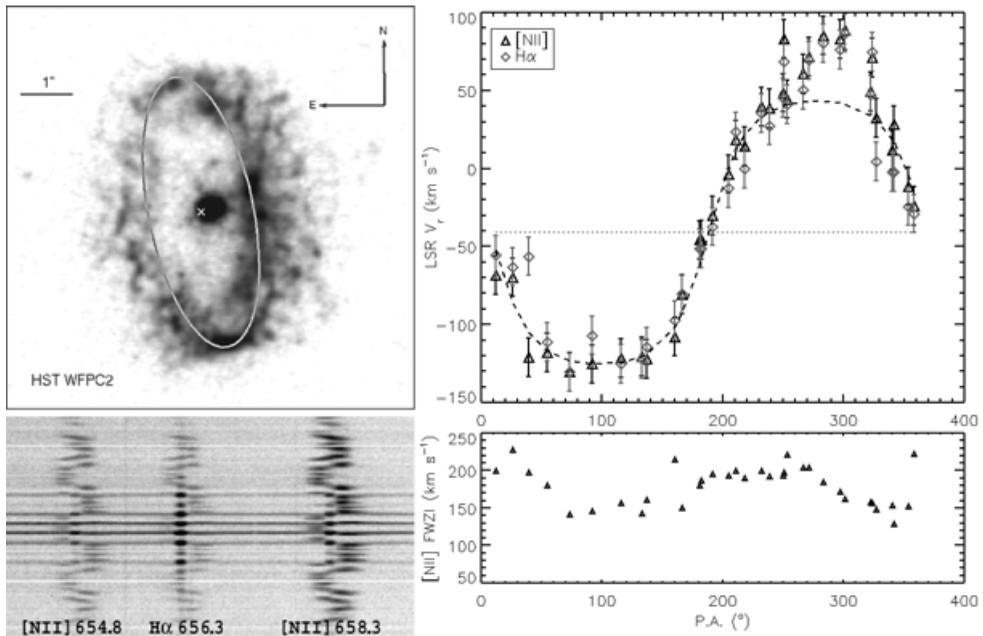 N
1"
E
×
HST WFPC2
[NII] 654.8 Hα 656.3 [NII] 658.3
100
50
0
−50
−100
−150
LSR Vr (km s⁻¹)
[NII]
Hα
0 100 200 300 400
250
200
150
100
50
[NII] FWZI (km s⁻¹)
0 100 200 300 400
P.A. (°)